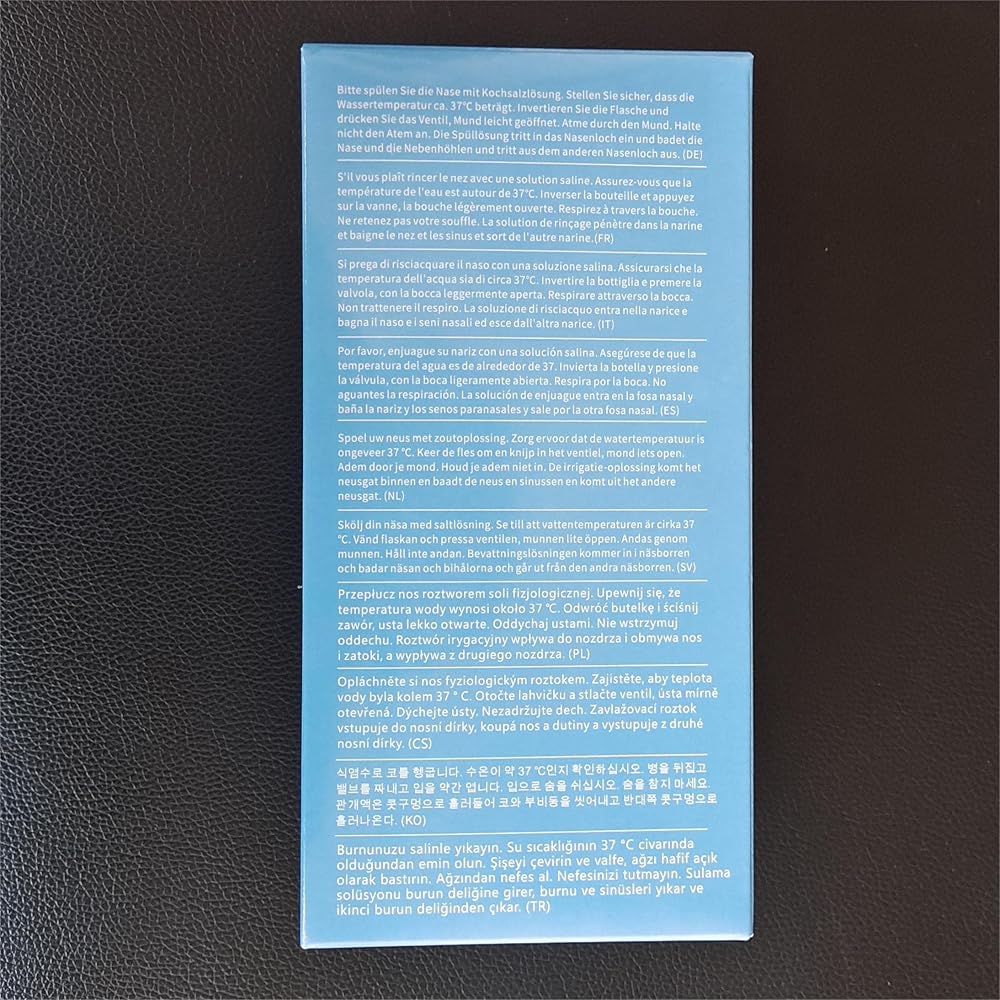 Bitte spülen Sie die Nase mit Kochsalzlösung. Stellen Sie sicher, dass die
Wassertemperatur ca. 37℃ beträgt. Invertieren Sie die Flasche und
drücken Sie das Ventil, Mund leicht geöffnet. Atme durch den Mund. Halte
nicht den Atem an. Die Spüllösung tritt in das Nasenloch ein und badet die
Nase und die Nebenhöhlen und tritt aus dem anderen Nasenloch aus. (DE)
S'il vous plaît rincer le nez avec une solution saline. Assurez-vous que la
température de l'eau est autour de 37℃. Inverser la bouteille et appuyez
sur la vanne, la bouche légèrement ouverte. Respirez à travers la bouche.
Ne retenez pas votre souffle. La solution de rinçage pénètre dans la narine
et baigne le nez et les sinus et sort de l'autre narine.(FR)
Si prega di risciacquare il naso con una soluzione salina. Assicurarsi che la
temperatura dell'acqua sia di circa 37℃. Invertire la bottiglia e premere la
valvola, con la bocca leggermente aperta. Respirare attraverso la bocca.
Non trattenere il respiro. La soluzione di risciacquo entra nella narice e
bagna il naso e i seni nasali ed esce dall'altra narice. (IT)
Por favor, enjuague su nariz con una solución salina. Asegúrese de que la
temperatura del agua es de alrededor de 37. Invierta la botella y presione
la válvula, con la boca ligeramente abierta. Respira por la boca. No
aguantes la respiración. La solución de enjuague entra en la fosa nasal y
baña la nariz y los senos paranasales y sale por la otra fosa nasal. (ES)
Spoel uw neus met zoutoplossing. Zorg ervoor dat de watertemperatuur is
ongeveer 37 ℃. Keer de fles om en knijp in het ventiel, mond iets open.
Adem door je mond. Houd je adem niet in. De irrigatie-oplossing komt het
neusgat binnen en baadt de neus en sinussen en komt uit het andere
neusgat. (NL)
Skölj din näsa med saltlösning. Se till att vattentemperaturen är cirka 37
℃. Vänd flaskan och pressa ventilen, munnen lite öppen. Andas genom
munnen. Håll inte andan. Bevattningslösningen kommer in i näsborren
och badar näsan och bihålorna och går ut från den andra näsborren. (SV)
Przepłucz nos roztworem soli fizjologicznej. Upewnij się, że
temperatura wody wynosi około 37 ℃. Odwróć butelkę i ściśnij
zawór, usta lekko otwarte. Oddychaj ustami. Nie wstrzymuj
oddechu. Roztwór irygacyjny wpływa do nozdrza i obmywa nos
i zatoki, a wypływa z drugiego nozdrza. (PL)
Opláchněte si nos fyziologickým roztokem. Zajistěte, aby teplota
vody byla kolem 37 ° C. Otočte lahvičku a stlačte ventil, ústa mírně
otevřená. Dýchejte ústy. Nezadržujte dech. Zavlažovací roztok
vstupuje do nosní dírky, koupá nos a dutiny a vystupuje z druhé
nosní dírky. (CS)
식염수로 코를 헹굽니다. 수온이 약 37 ℃인지 확인하십시오. 병을 뒤집고
밸브를 짜내고 입을 약간 엽니다. 입으로 숨을 쉬십시오. 숨을 참지 마세요.
관개액은 콧구멍으로 흘러들어 코와 부비동을 씻어내고 반대쪽 콧구멍으로
흘러나온다. (KO)
Burnunuzu salinle yıkayın. Su sıcaklığının 37 °C civarında
olduğundan emin olun. Şişeyi çevirin ve valfe, ağzı hafif açık
olarak bastırın. Ağzından nefes al. Nefesinizi tutmayın. Sulama
solüsyonu burun deliğine girer, burnu ve sinüsleri yıkar ve
ikinci burun deliğinden çıkar. (TR)